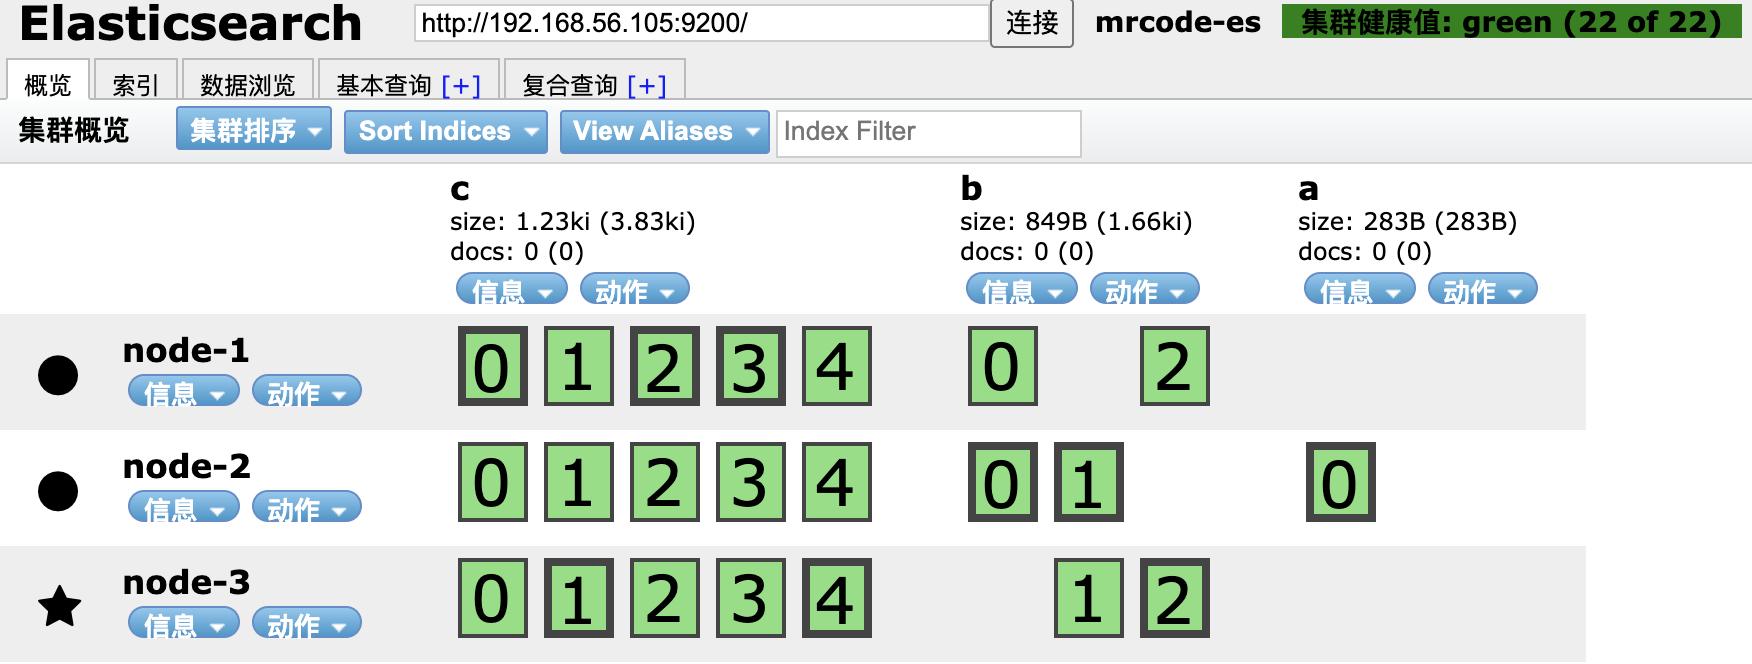 Elasticsearch http://192.168.56.105:9200/ 连接 mrcode-es 集群健康值: green (22 of 22)
概览 索引 数据浏览 基本查询 [+] 复合查询 [+]
集群概览 集群排序 Sort Indices View Aliases Index Filter
c b a
size: 1.23ki (3.83ki) size: 849B (1.66ki) size: 283B (283B)
docs: 0 (0) docs: 0 (0) docs: 0 (0)
信息 动作 信息 动作 信息 动作
node-1 0 1 2 3 4 0 2
信息 动作
node-2 0 1 2 3 4 0 1 0
信息 动作
node-3 0 1 2 3 4 1 2
信息 动作